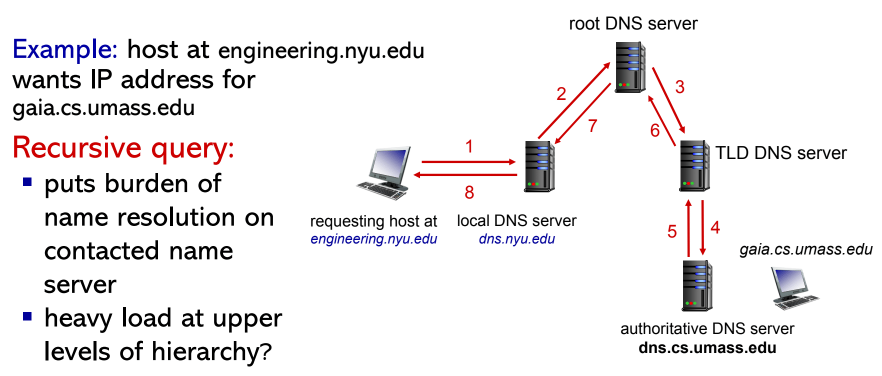 Example: host at engineering.nyu.edu
wants IP address for
gaia.cs.umass.edu
Recursive query:
▪ puts burden of
name resolution on
contacted name
server
▪ heavy load at upper
levels of hierarchy?
root DNS server
2
3
7
6
1
TLD DNS server
8
requesting host at
engineering.nyu.edu
local DNS server
dns.nyu.edu
5
4
gaia.cs.umass.edu
authoritative DNS server
dns.cs.umass.edu